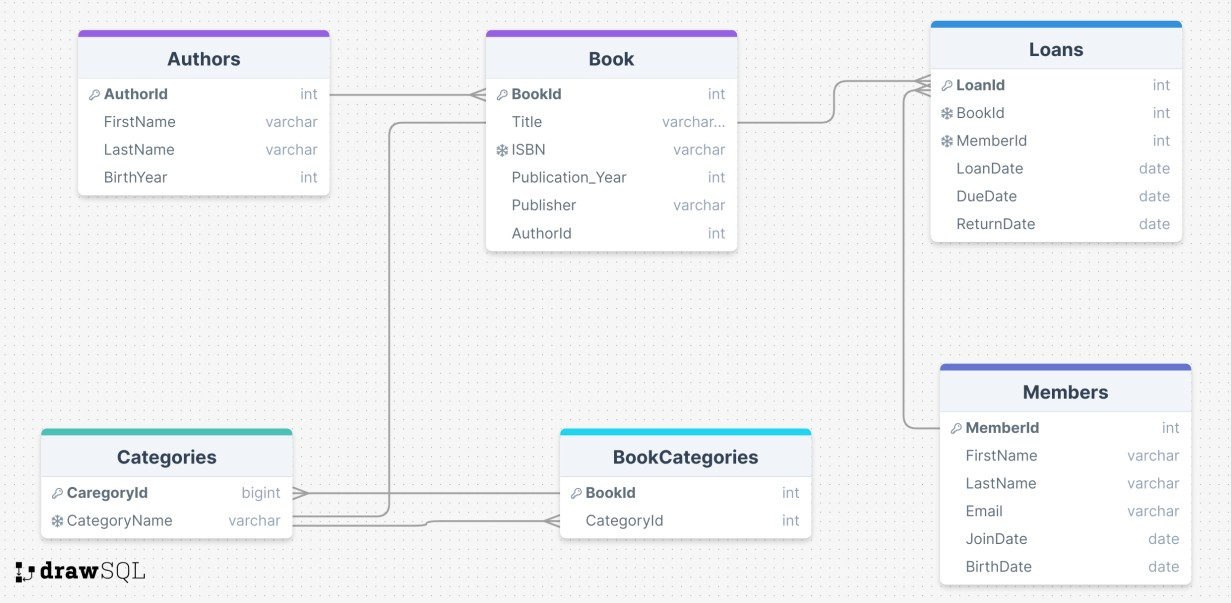 Authors
AuthorId int
FirstName varchar
LastName varchar
BirthYear int
Book
BookId int
Title varchar...
ISBN varchar
Publication_Year int
Publisher varchar
AuthorId int
Loans
LoanId int
BookId int
MemberId int
LoanDate date
DueDate date
ReturnDate date
Categories
CaregoryId bigint
CategoryName varchar
BookCategories
BookId int
CategoryId int
Members
MemberId int
FirstName varchar
LastName varchar
Email varchar
JoinDate date
BirthDate date
drawSQL